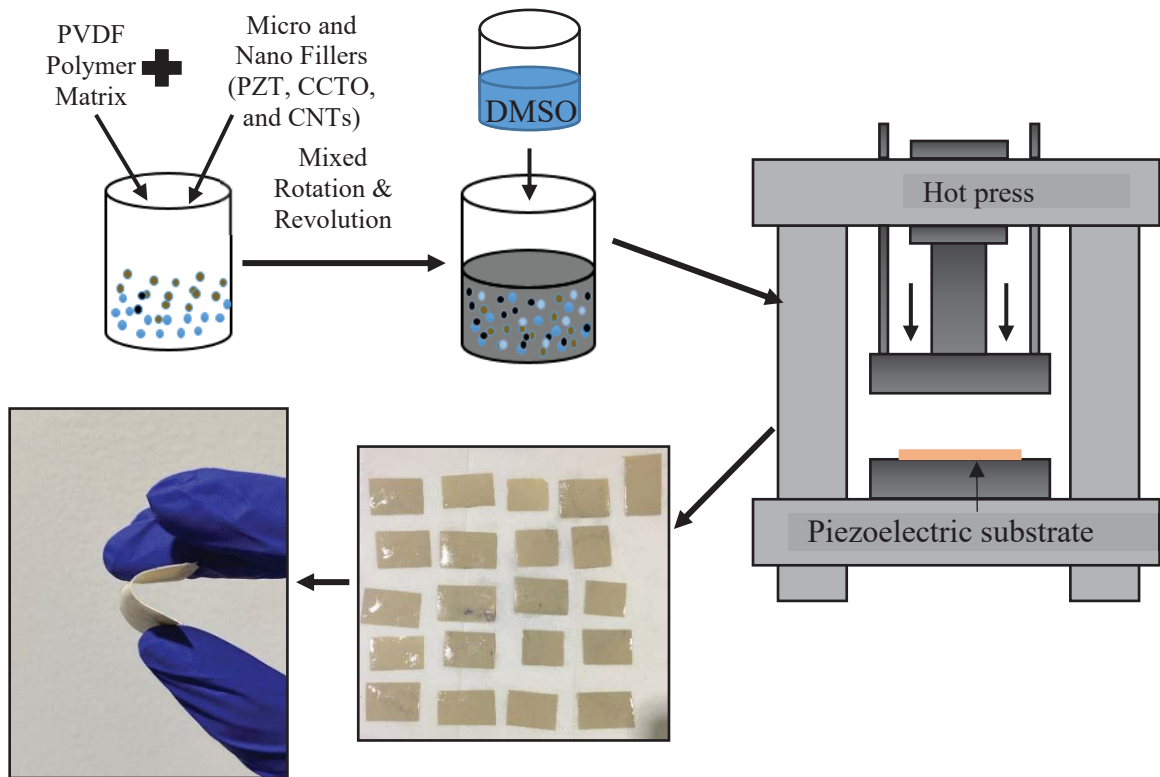 PVDF
Polymer
Matrix
Micro and
Nano Fillers
(PZT, CCTO,
and CNTs)
DMSO
Mixed
Rotation &
Revolution
Hot press
Piezoelectric substrate